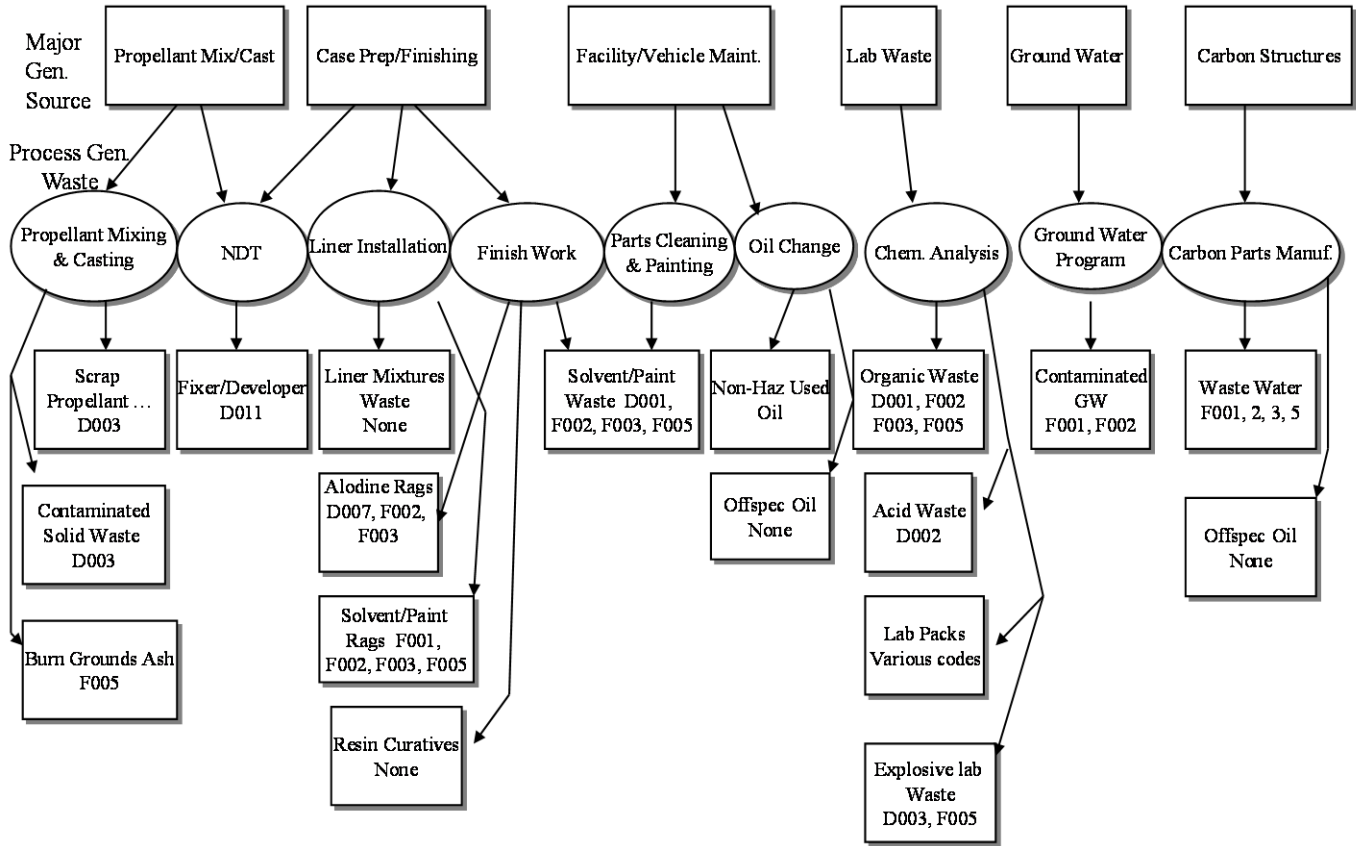 Major
Gen.
Source
Propellant Mix/Cast
Case Prep/Finishing
Facility/Vehicle Maint.
Lab Waste
Ground Water
Carbon Structures
Process Gen.
Waste
Propellant Mixing
& Casting
NDT
Liner Installation
Finish Work
Parts Cleaning
& Painting
Oil Change
Chem. Analysis
Ground Water
Program
Carbon Parts Manuf.
Scrap
Propellant ...
D003
Fixer/Developer
D011
Liner Mixtures
Waste
None
Solvent/Paint
Waste D001,
F002, F003, F005
Non-Haz Used
Oil
Organic Waste
D001, F002
F003, F005
Contaminated
GW
F001, F002
Waste Water
F001, 2, 3, 5
Contaminated
Solid Waste
D003
Alodine Rags
D007, F002,
F003
Offspec Oil
None
Acid Waste
D002
Offspec Oil
None
Burn Grounds Ash
F005
Solvent/Paint
Rags F001,
F002, F003, F005
Lab Packs
Various codes
Resin Curatives
None
Explosive lab
Waste
D003, F005